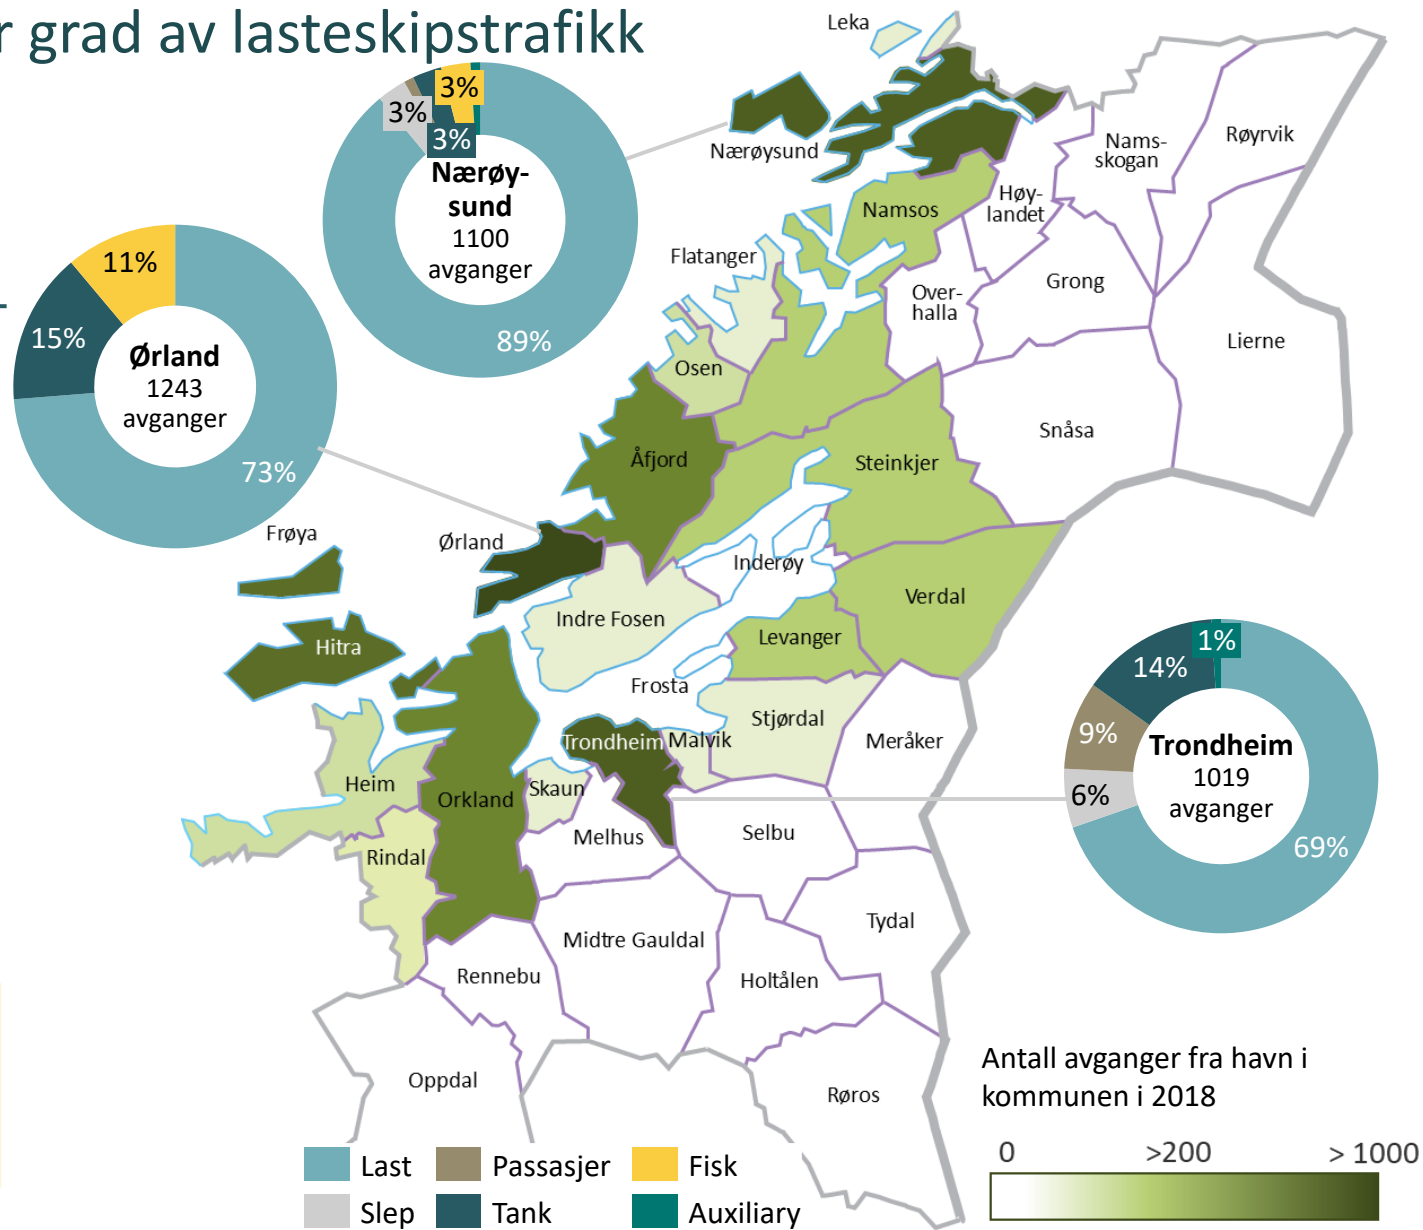 r grad av lasteskipstrafikk
Leka
3%
3%
3%
Nærøy-
sund
1100
avganger
89%
Nærøysund
Nams-
skogan
Røyrvik
Høy-
landet
Namsos
Flatanger
Over-
halla
Grong
Lierne
11%
15%
Ørland
1243
avganger
73%
Osen
Snåsa
Åfjord
Steinkjer
Frøya
Ørland
Inderøy
Verdal
Indre Fosen
Levanger
Hitra
Frosta
Stjørdal
Trondheim
Malvik
Meråker
1%
14%
9%
6%
Trondheim
1019
avganger
69%
Heim
Orkland
Skaun
Melhus
Selbu
Rindal
Tydal
Midtre Gauldal
Rennebu
Holtålen
Oppdal
Røros
Antall avganger fra havn i
kommunen i 2018
0 >200 > 1000
Last Passasjer Fisk
Slep Tank Auxiliary